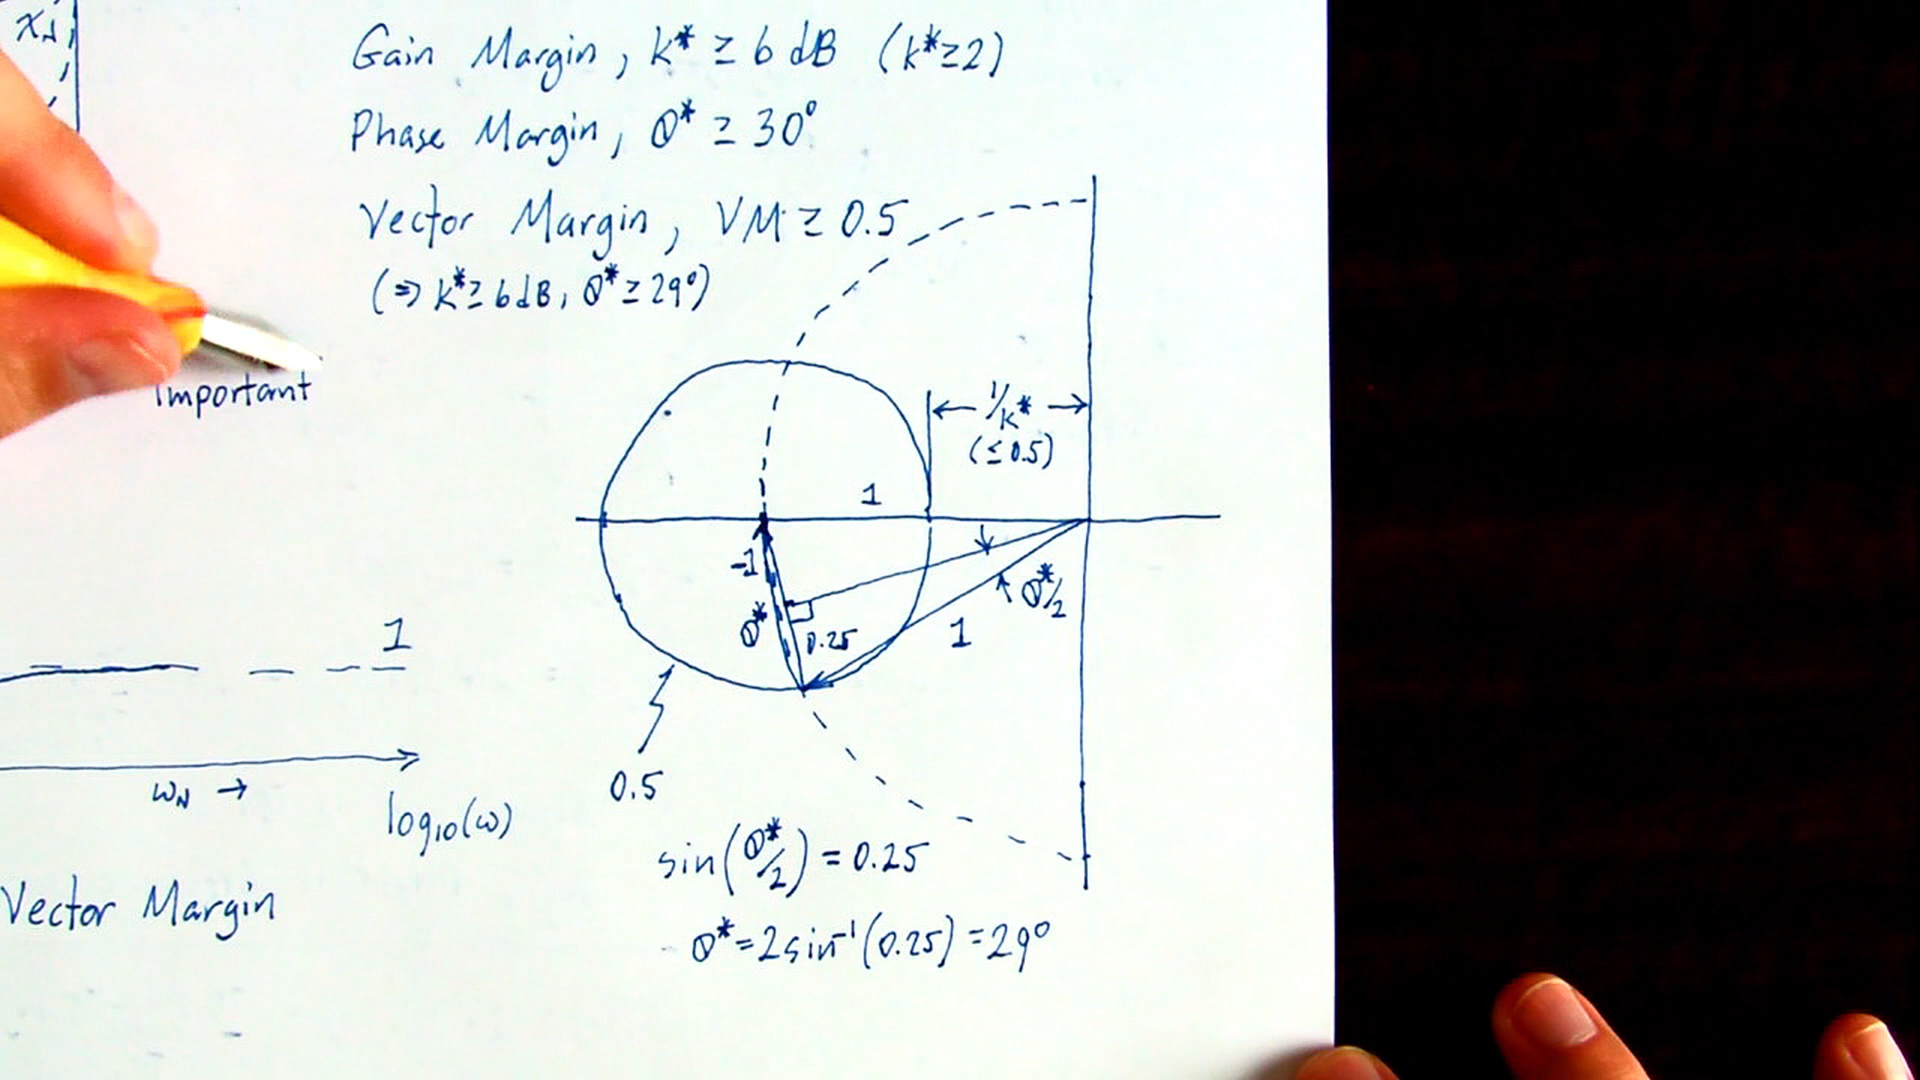 x_N
Gain Margin, k* ≥ 6 dB (k*≥2)
Phase Margin, θ* ≥ 30°
Vector Margin, VM ≥ 0.5
(⇒ k*≥6dB, θ*≥29°)
Important
1/k*
(≤0.5)
1
-1
θ*
0.25
θ*/2
1
1
0.5
ω_N →
log₁₀(ω)
sin(θ*/2) = 0.25
Vector Margin
θ*=2sin⁻¹(0.25)=29°